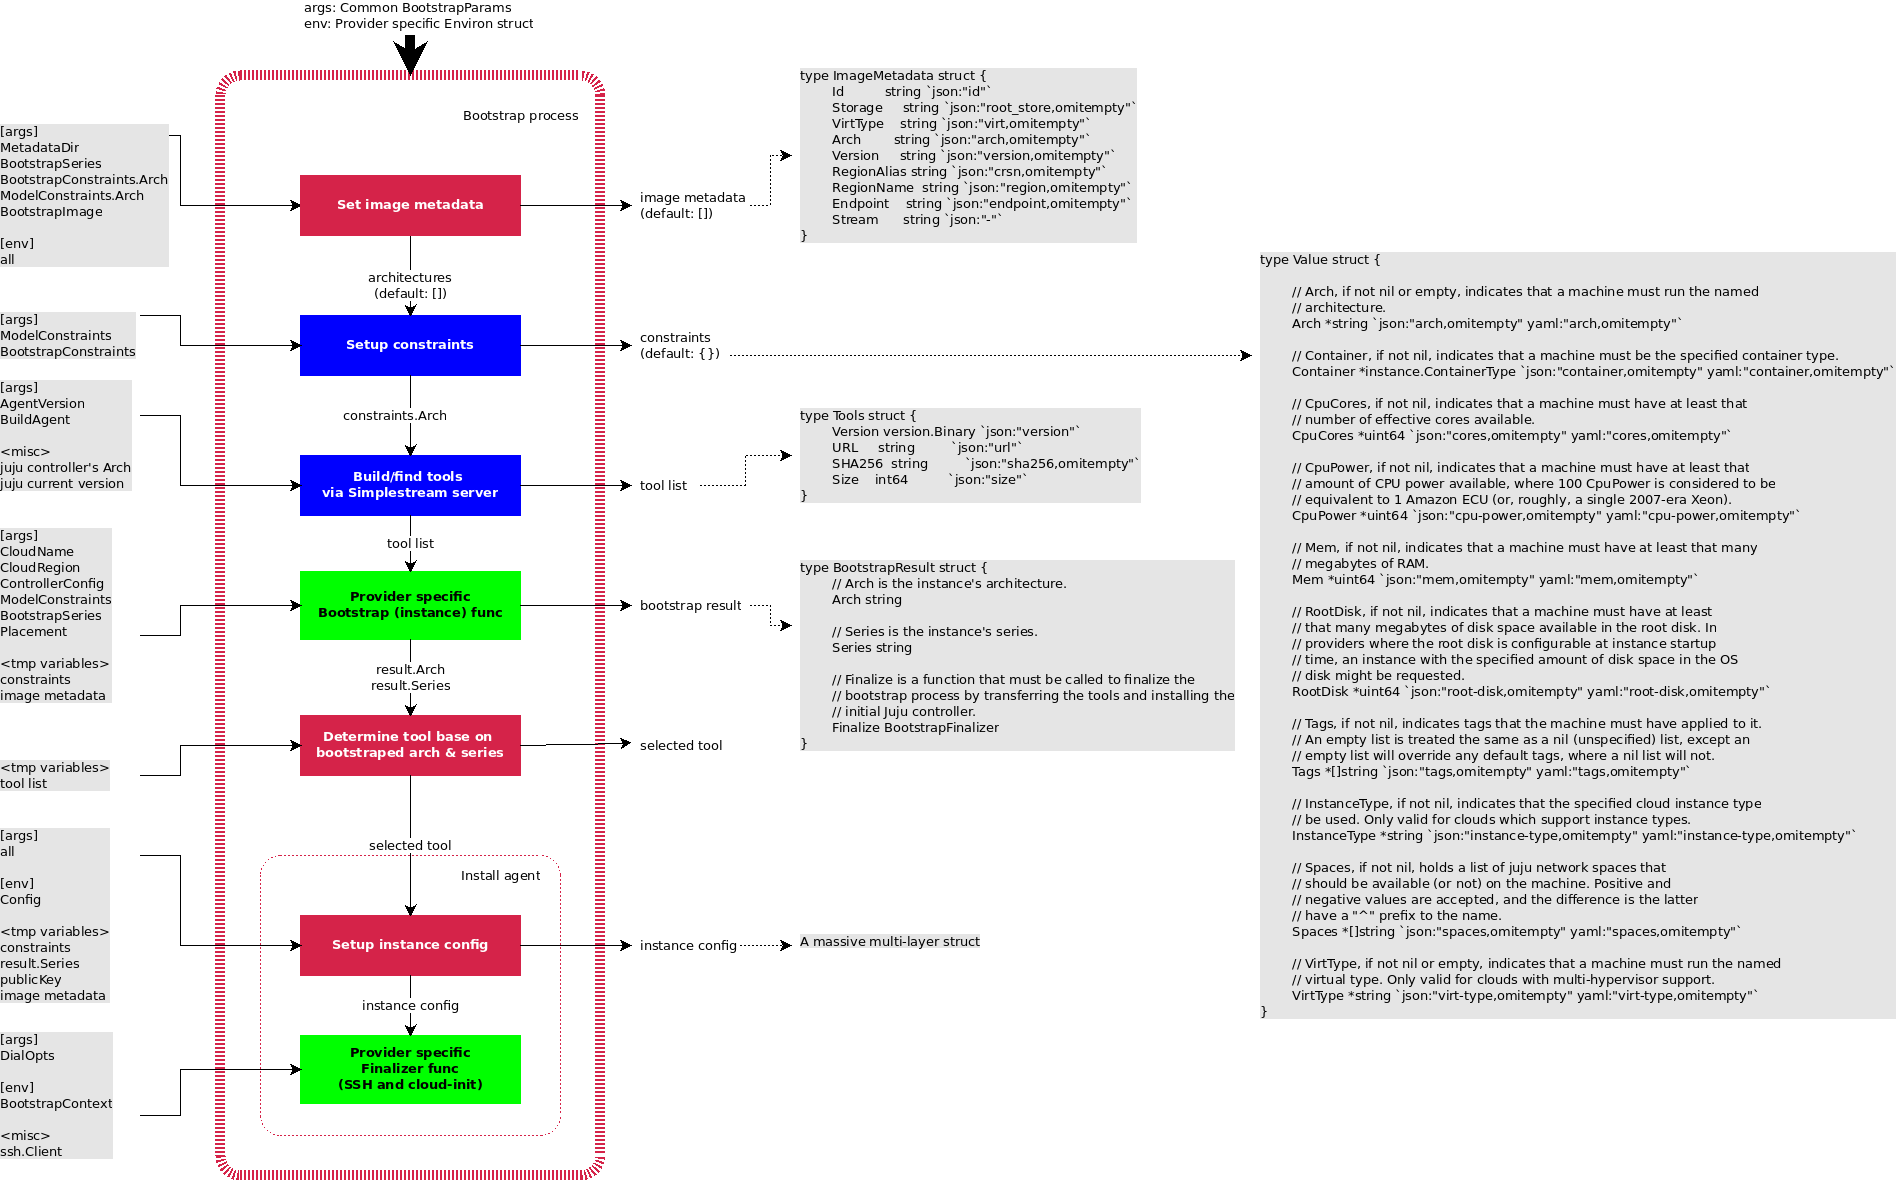 args: Common BootstrapParams
env: Provider specific Environ struct
Bootstrap process
[args]
MetadataDir
BootstrapSeries
BootstrapConstraints.Arch
ModelConstraints.Arch
BootstrapImage
[env]
all
Set image metadata
image metadata
(default: [])
type ImageMetadata struct {
Id string `json:"id"`
Storage string `json:"root_store,omitempty"`
VirtType string `json:"virt,omitempty"`
Arch string `json:"arch,omitempty"`
Version string `json:"version,omitempty"`
RegionAlias string `json:"crsn,omitempty"`
RegionName string `json:"region,omitempty"`
Endpoint string `json:"endpoint,omitempty"`
Stream string `json:"-"`
}
architectures
(default: [])
[args]
ModelConstraints
BootstrapConstraints
Setup constraints
constraints
(default: {})
type Value struct {
// Arch, if not nil or empty, indicates that a machine must run the named
// architecture.
Arch *string `json:"arch,omitempty" yaml:"arch,omitempty"`
// Container, if not nil, indicates that a machine must be the specified container type.
Container *instance.ContainerType `json:"container,omitempty" yaml:"container,omitempty"`
// CpuCores, if not nil, indicates that a machine must have at least that
// number of effective cores available.
CpuCores *uint64 `json:"cores,omitempty" yaml:"cores,omitempty"`
// CpuPower, if not nil, indicates that a machine must have at least that
// amount of CPU power available, where 100 CpuPower is considered to be
// equivalent to 1 Amazon ECU (or, roughly, a single 2007-era Xeon).
CpuPower *uint64 `json:"cpu-power,omitempty" yaml:"cpu-power,omitempty"`
// Mem, if not nil, indicates that a machine must have at least that many
// megabytes of RAM.
Mem *uint64 `json:"mem,omitempty" yaml:"mem,omitempty"`
// RootDisk, if not nil, indicates that a machine must have at least
// that many megabytes of disk space available in the root disk. In
// providers where the root disk is configurable at instance startup
// time, an instance with the specified amount of disk space in the OS
// disk might be requested.
RootDisk *uint64 `json:"root-disk,omitempty" yaml:"root-disk,omitempty"`
// Tags, if not nil, indicates tags that the machine must have applied to it.
// An empty list is treated the same as a nil (unspecified) list, except an
// empty list will override any default tags, where a nil list will not.
Tags *[]string `json:"tags,omitempty" yaml:"tags,omitempty"`
// InstanceType, if not nil, indicates that the specified cloud instance type
// be used. Only valid for clouds which support instance types.
InstanceType *string `json:"instance-type,omitempty" yaml:"instance-type,omitempty"`
// Spaces, if not nil, holds a list of juju network spaces that
// should be available (or not) on the machine. Positive and
// negative values are accepted, and the difference is the latter
// have a "^" prefix to the name.
Spaces *[]string `json:"spaces,omitempty" yaml:"spaces,omitempty"`
// VirtType, if not nil or empty, indicates that a machine must run the named
// virtual type. Only valid for clouds with multi-hypervisor support.
VirtType *string `json:"virt-type,omitempty" yaml:"virt-type,omitempty"`
}
constraints.Arch
[args]
AgentVersion
BuildAgent
<misc>
juju controller's Arch
juju current version
Build/find tools
via Simplestream server
tool list
type Tools struct {
Version version.Binary `json:"version"`
URL string `json:"url"`
SHA256 string `json:"sha256,omitempty"`
Size int64 `json:"size"`
}
tool list
[args]
CloudName
CloudRegion
ControllerConfig
ModelConstraints
BootstrapSeries
Placement
<tmp variables>
constraints
image metadata
Provider specific
Bootstrap (instance) func
bootstrap result
type BootstrapResult struct {
// Arch is the instance's architecture.
Arch string
// Series is the instance's series.
Series string
// Finalize is a function that must be called to finalize the
// bootstrap process by transferring the tools and installing the
// initial Juju controller.
Finalize BootstrapFinalizer
}
result.Arch
result.Series
<tmp variables>
tool list
Determine tool base on
bootstraped arch & series
selected tool
selected tool
Install agent
[args]
all
[env]
Config
<tmp variables>
constraints
result.Series
publicKey
image metadata
Setup instance config
instance config
A massive multi-layer struct
instance config
[args]
DialOpts
[env]
BootstrapContext
<misc>
ssh.Client
Provider specific
Finalizer func
(SSH and cloud-init)